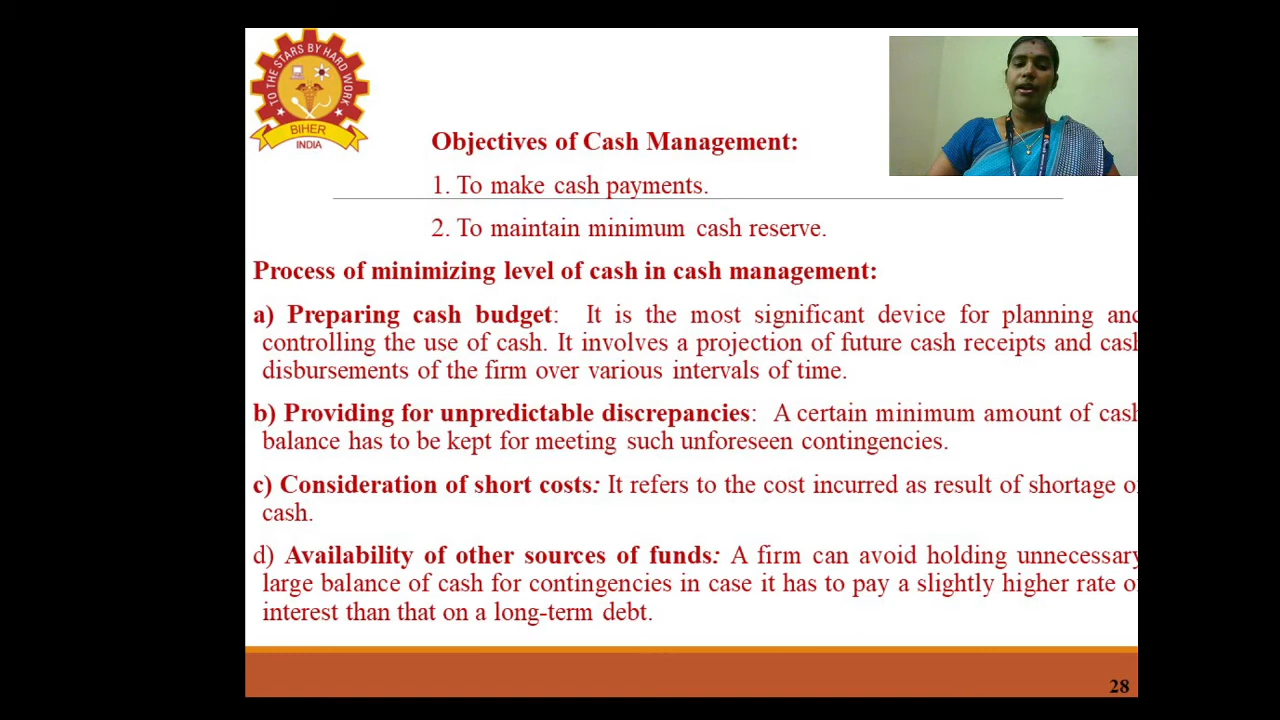 TO THE STARS BY HARD WORK
BIHER
INDIA
Objectives of Cash Management:
1. To make cash payments.
2. To maintain minimum cash reserve.
Process of minimizing level of cash in cash management:
a) Preparing cash budget: It is the most significant device for planning and
controlling the use of cash. It involves a projection of future cash receipts and cash
disbursements of the firm over various intervals of time.
b) Providing for unpredictable discrepancies: A certain minimum amount of cash
balance has to be kept for meeting such unforeseen contingencies.
c) Consideration of short costs: It refers to the cost incurred as result of shortage of
cash.
d) Availability of other sources of funds: A firm can avoid holding unnecessary
large balance of cash for contingencies in case it has to pay a slightly higher rate of
interest than that on a long-term debt.
28